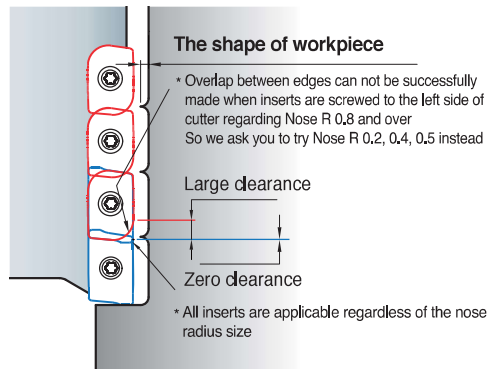 The shape of workpiece
* Overlap between edges can not be successfully
made when inserts are screwed to the left side of
cutter regarding Nose R 0.8 and over
So we ask you to try Nose R 0.2, 0.4, 0.5 instead
Large clearance
Zero clearance
* All inserts are applicable regardless of the nose
radius size